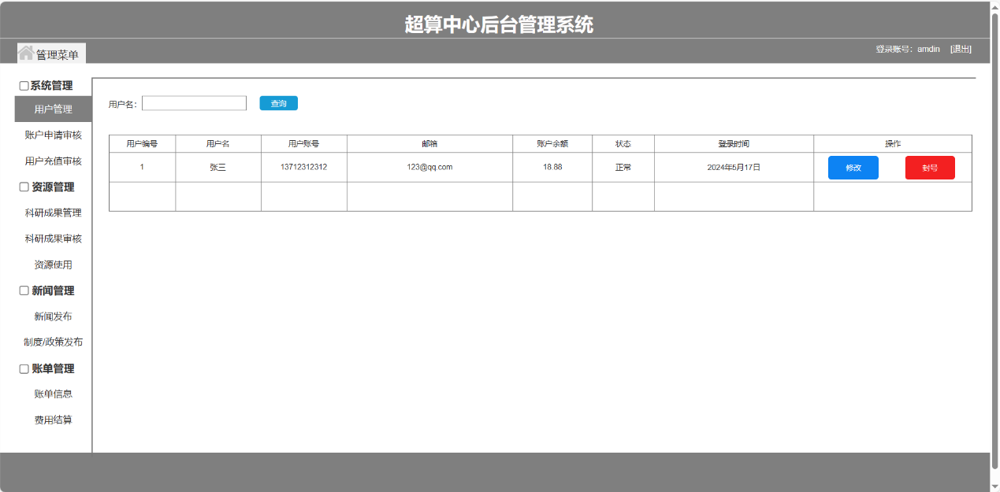 超算中心后台管理系统
管理菜单
登录账号：amdin [退出]
系统管理
用户管理
账户申请审核
用户充值审核
资源管理
科研成果管理
科研成果审核
资源使用
新闻管理
新闻发布
制度/政策发布
账单管理
账单信息
费用结算
用户名： 查询
用户编号 用户名 用户账号 邮箱 账户余额 状态 登录时间 操作
1 张三 13712312312 123@qq.com 18.88 正常 2024年5月17日 修改 封号